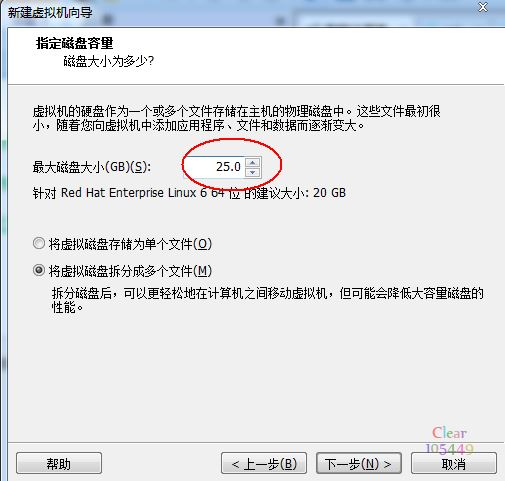 新建虚拟机向导
指定磁盘容量
磁盘大小为多少?
虚拟机的硬盘作为一个或多个文件存储在主机的物理磁盘中。这些文件最初很
小，随着您向虚拟机中添加应用程序、文件和数据而逐渐变大。
最大磁盘大小(GB)(S): 25.0
针对 Red Hat Enterprise Linux 6 64 位 的建议大小: 20 GB
将虚拟磁盘存储为单个文件(O)
将虚拟磁盘拆分成多个文件(M)
拆分磁盘后，可以更轻松地在计算机之间移动虚拟机，但可能会降低大容量磁盘的
性能。
Clear
105449
帮助 < 上一步(B) 下一步(N) > 取消